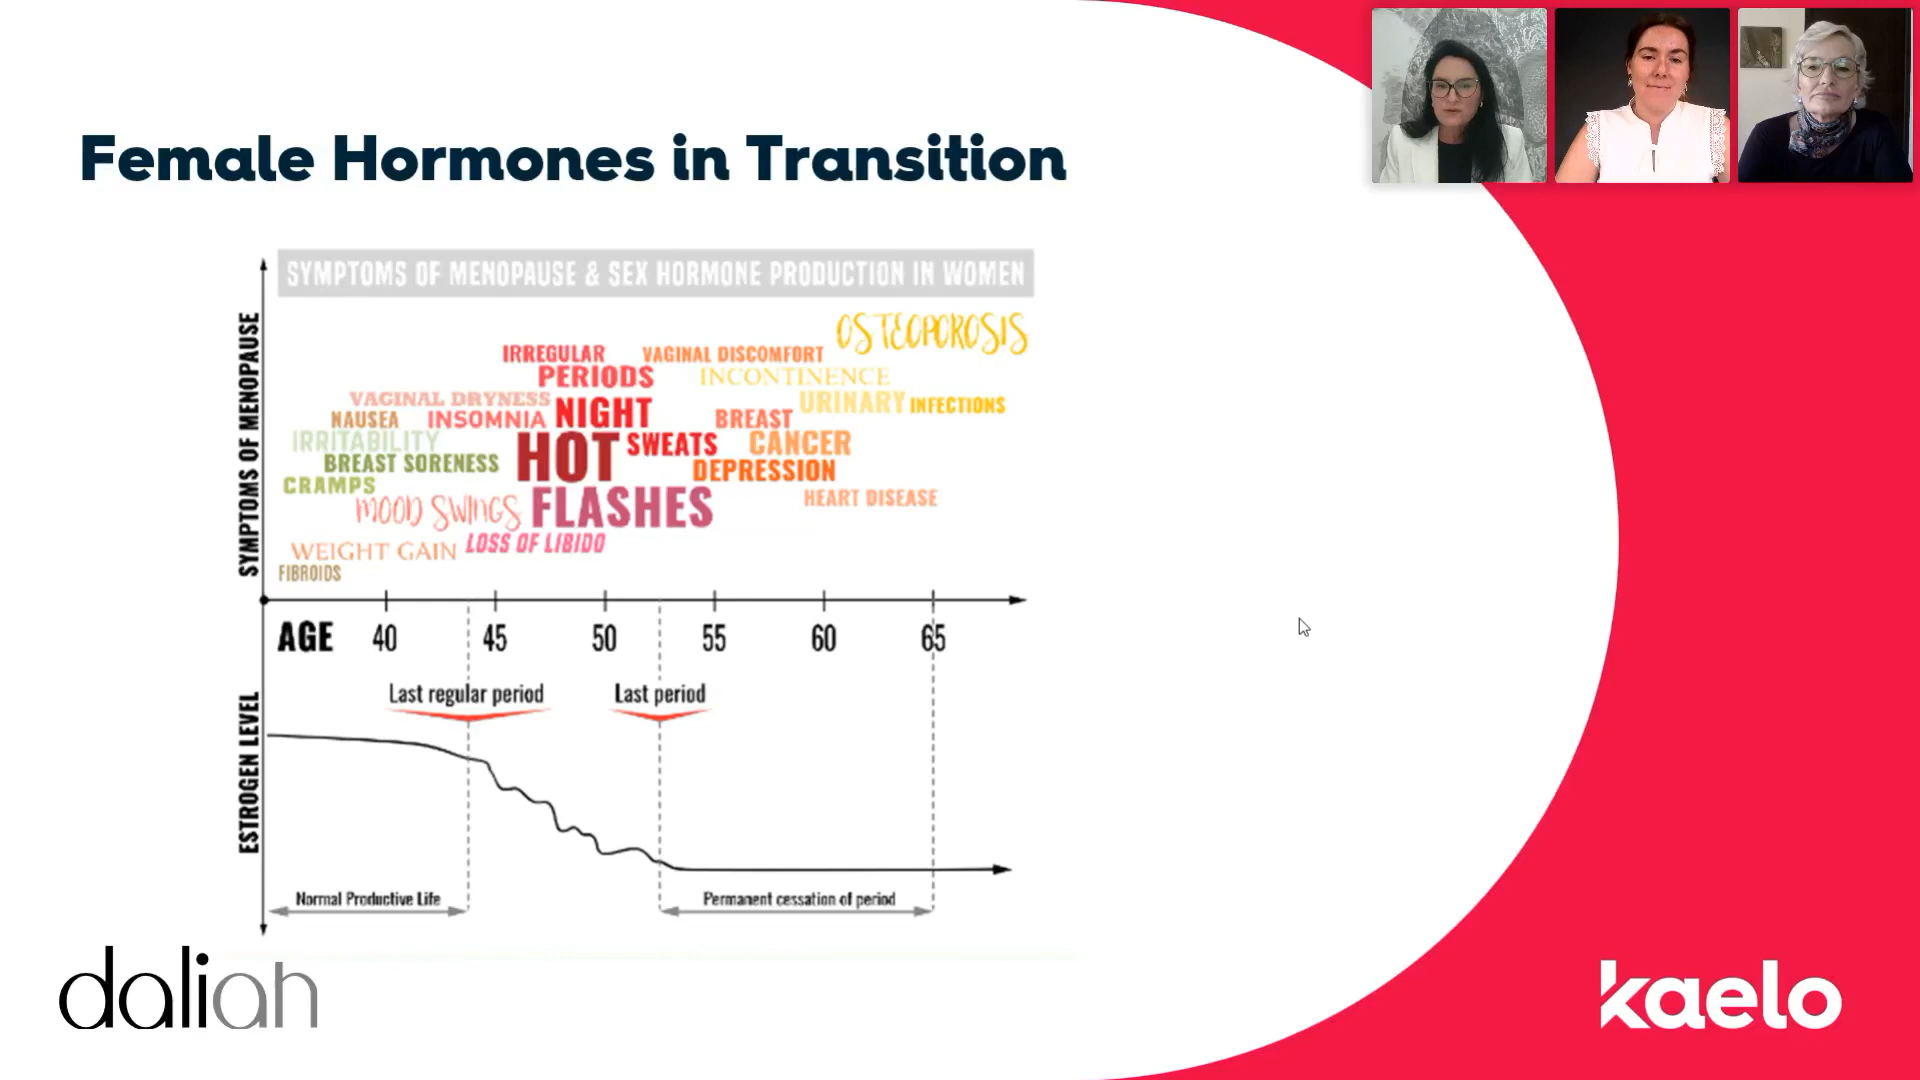 Female Hormones in Transition
SYMPTOMS OF MENOPAUSE & SEX HORMONE PRODUCTION IN WOMEN
SYMPTOMS OF MENOPAUSE
OSTEOPOROSIS
IRREGULAR
VAGINAL DISCOMFORT
PERIODS
INCONTINENCE
VAGINAL DRYNESS
NIGHT
URINARY INFECTIONS
NAUSEA
INSOMNIA
BREAST
IRRITABILITY
HOT
SWEATS
CANCER
BREAST SORENESS
DEPRESSION
CRAMPS
MOOD SWINGS
FLASHES
HEART DISEASE
WEIGHT GAIN
LOSS OF LIBIDO
FIBROIDS
AGE 40 45 50 55 60 65
Last regular period
Last period
ESTROGEN LEVEL
Normal Productive Life
Permanent cessation of period
daliah
kaelo